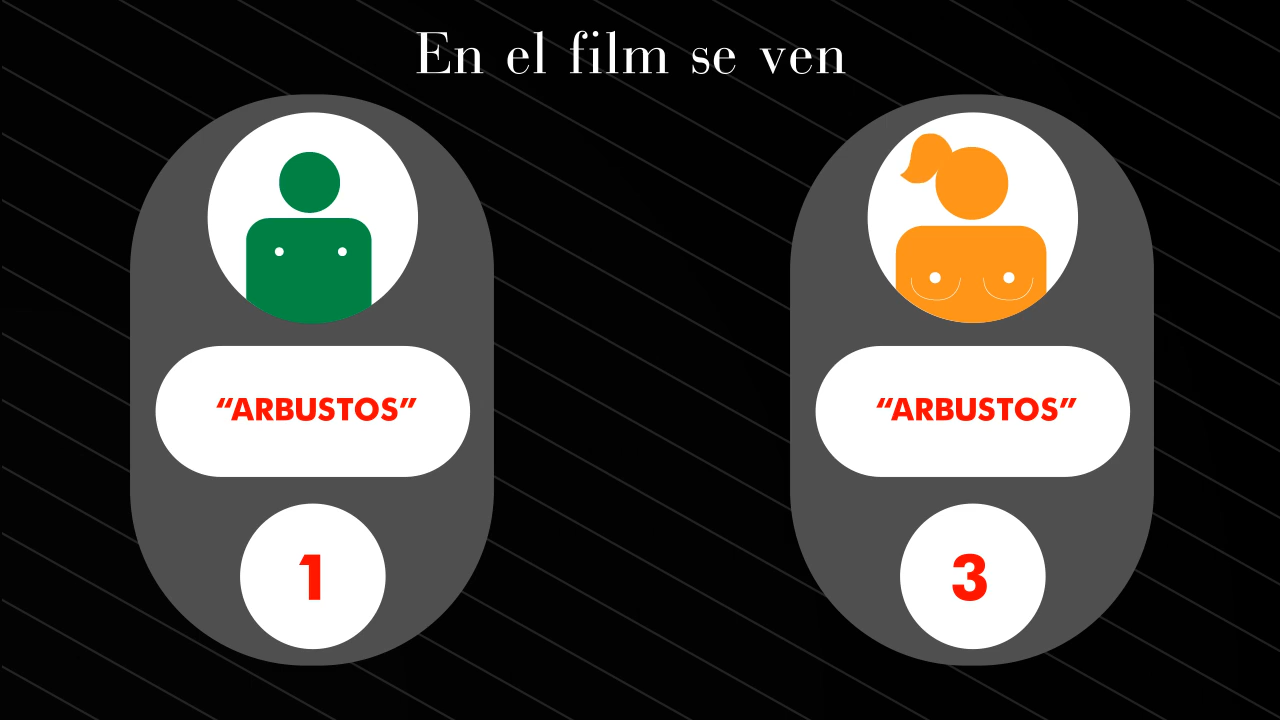 En el film se ven
“ARBUSTOS”
“ARBUSTOS”
1
3